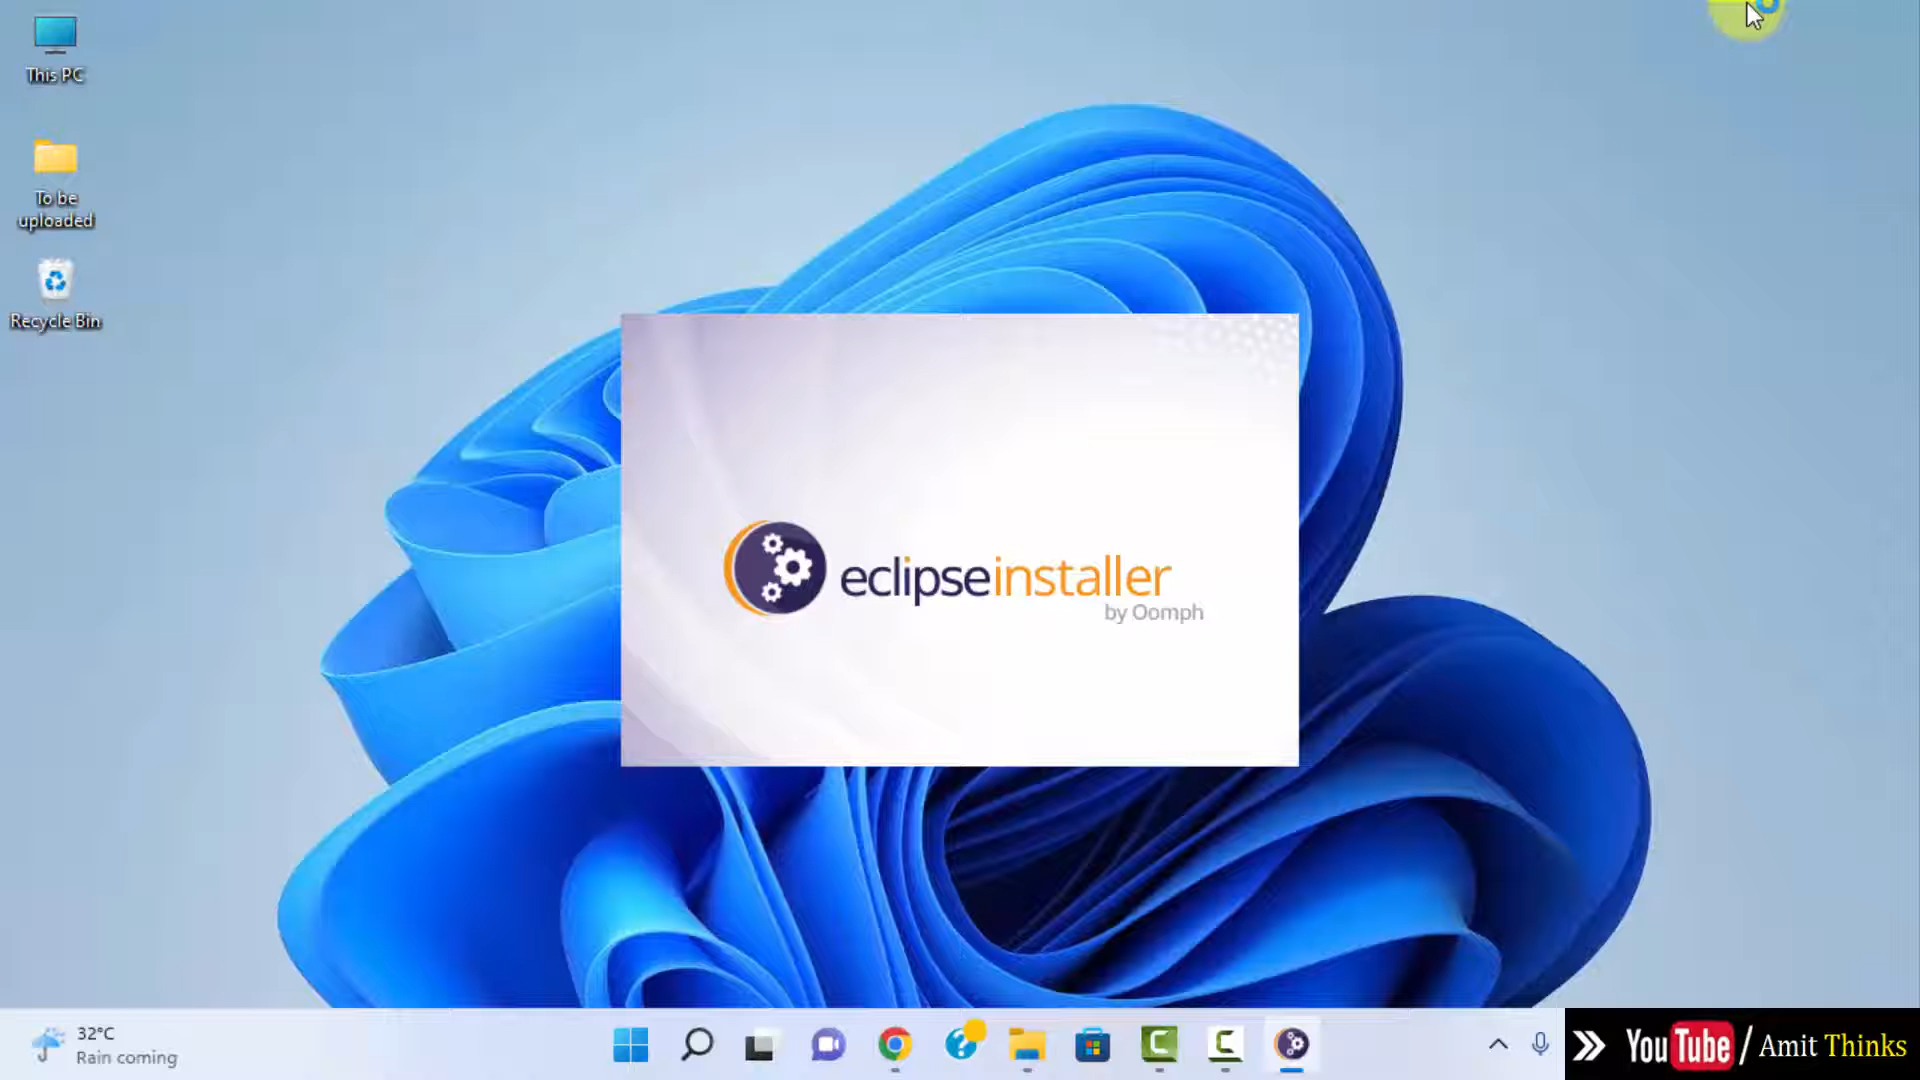 This PC
To be
uploaded
Recycle Bin
eclipseinstaller
by Oomph
32°C
Rain coming
YouTube / Amit Thinks